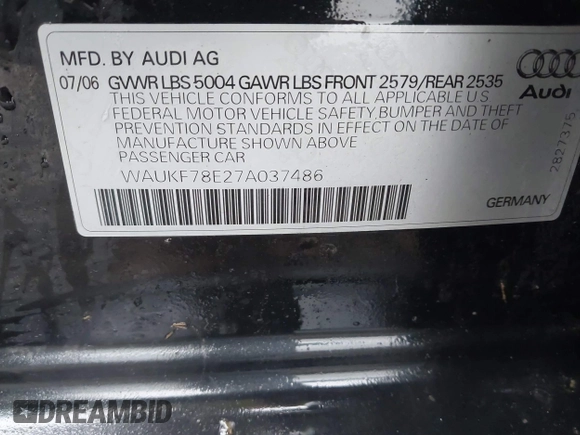 MFD. BY AUDI AG
07/06 GVWR LBS 5004 GAWR LBS FRONT 2579/REAR 2535
THIS VEHICLE CONFORMS TO ALL APPLICABLE U S
FEDERAL MOTOR VEHICLE SAFETY,BUMPER AND THEFT
PREVENTION STANDARDS IN EFFECT ON THE DATE OF
MANUFACTURE SHOWN ABOVE
PASSENGER CAR
WAUKF78E27A037486
Audi
2827375
GERMANY
DREAMBID